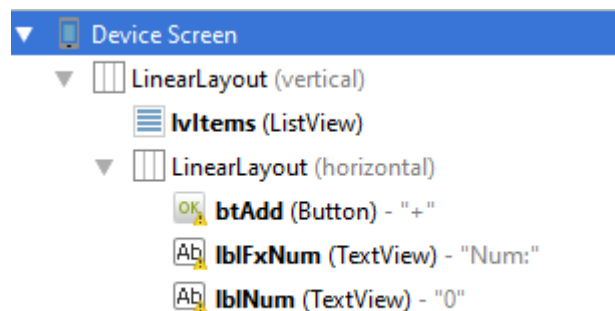 Device Screen
LinearLayout (vertical)
lvItems (ListView)
LinearLayout (horizontal)
OK btAdd (Button) - "+"
Ab lblFxNum (TextView) - "Num:"
Ab lblNum (TextView) - "0"